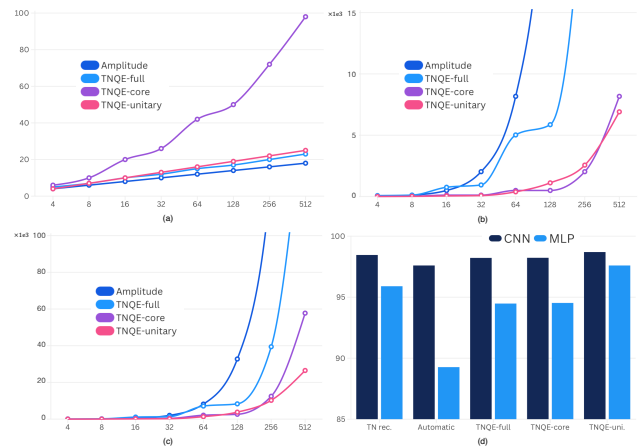 100
80
60
40
20
0
Amplitude
TNQE-full
TNQE-core
TNQE-unitary
4 8 16 32 64 128 256 512
(a)
×1e3
15
10
5
0
Amplitude
TNQE-full
TNQE-core
TNQE-unitary
4 8 16 32 64 128 256 512
(b)
×1e3
100
80
60
40
20
0
Amplitude
TNQE-full
TNQE-core
TNQE-unitary
4 8 16 32 64 128 256 512
(c)
CNN MLP
100
95
90
85
TN rec. Automatic TNQE-full TNQE-core TNQE-uni.
(d)